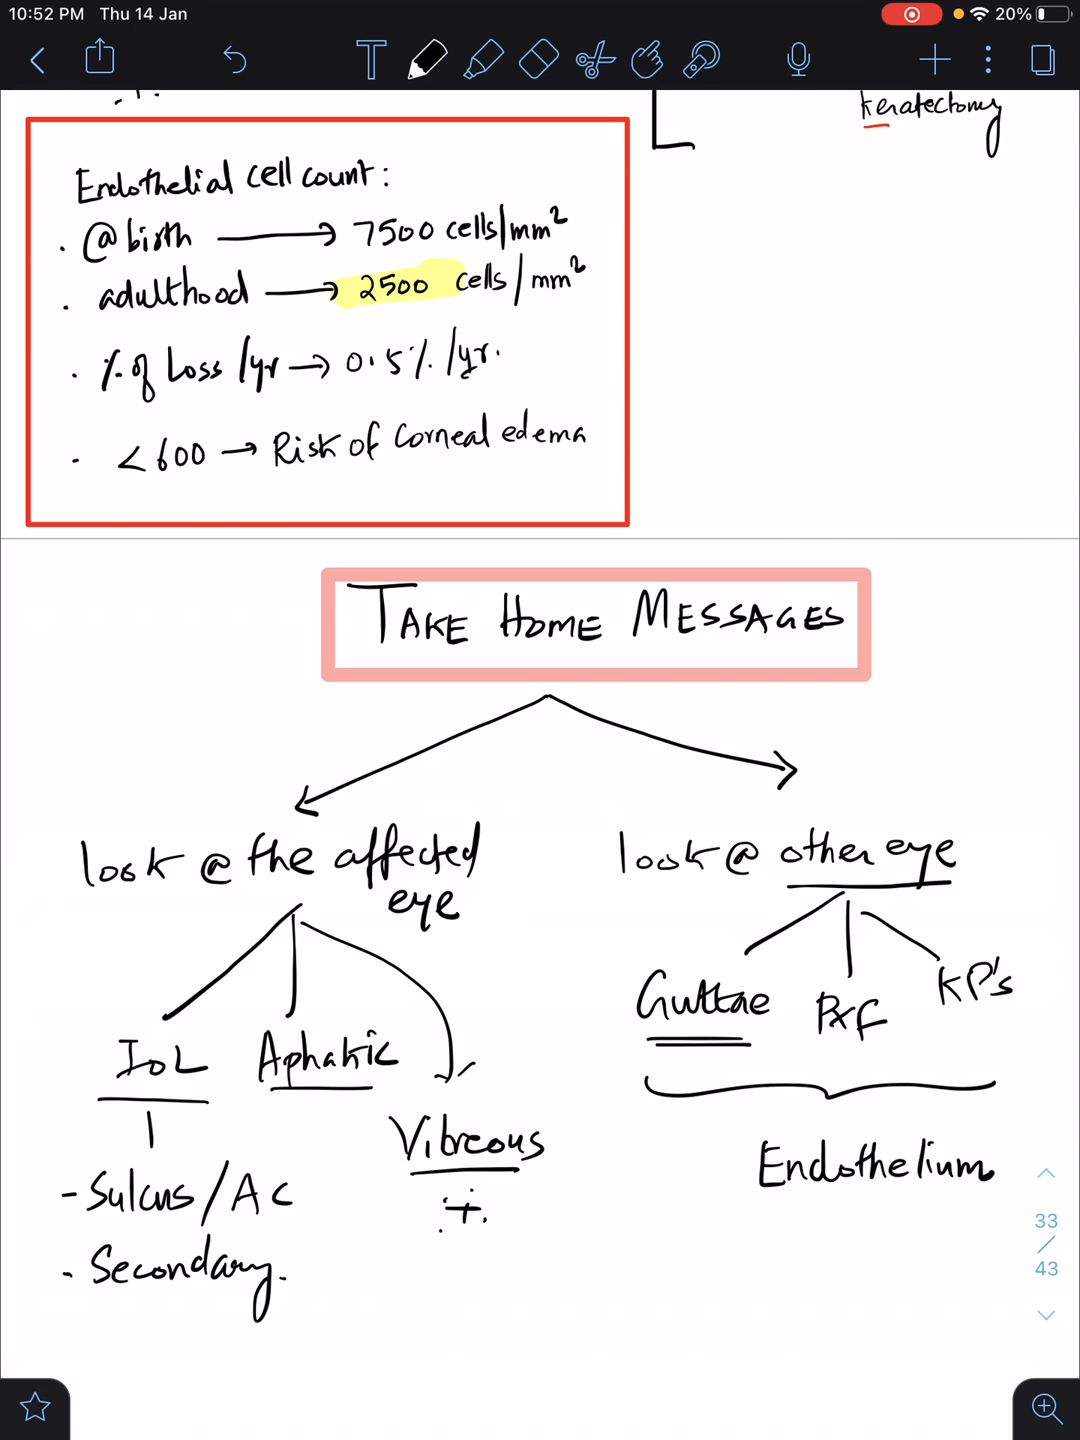 10:52 PM Thu 14 Jan
20%
keratectomy
Endothelial cell count:
. @ birth → 7500 cells/mm²
. adulthood → 2500 cells/mm²
. % of Loss /yr → 0.5% /yr.
. <600 → Risk of Corneal edema
TAKE HOME MESSAGES
look @ the affected eye
look @ other eye
IOL
Aphakic
Vitreous
Guttae
PxF
KP's
- Sulcus/AC
- Secondary.
Endothelium
33
/
43